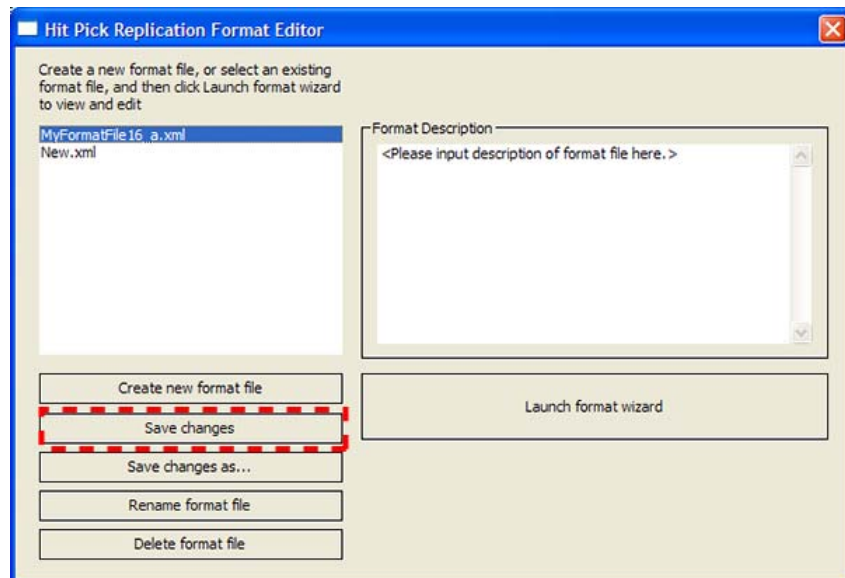 Hit Pick Replication Format Editor
Create a new format file, or select an existing
format file, and then click Launch format wizard
to view and edit
MyFormatFile16_a.xml
New.xml
Format Description
<Please input description of format file here.>
Create new format file
Save changes
Save changes as...
Rename format file
Delete format file
Launch format wizard